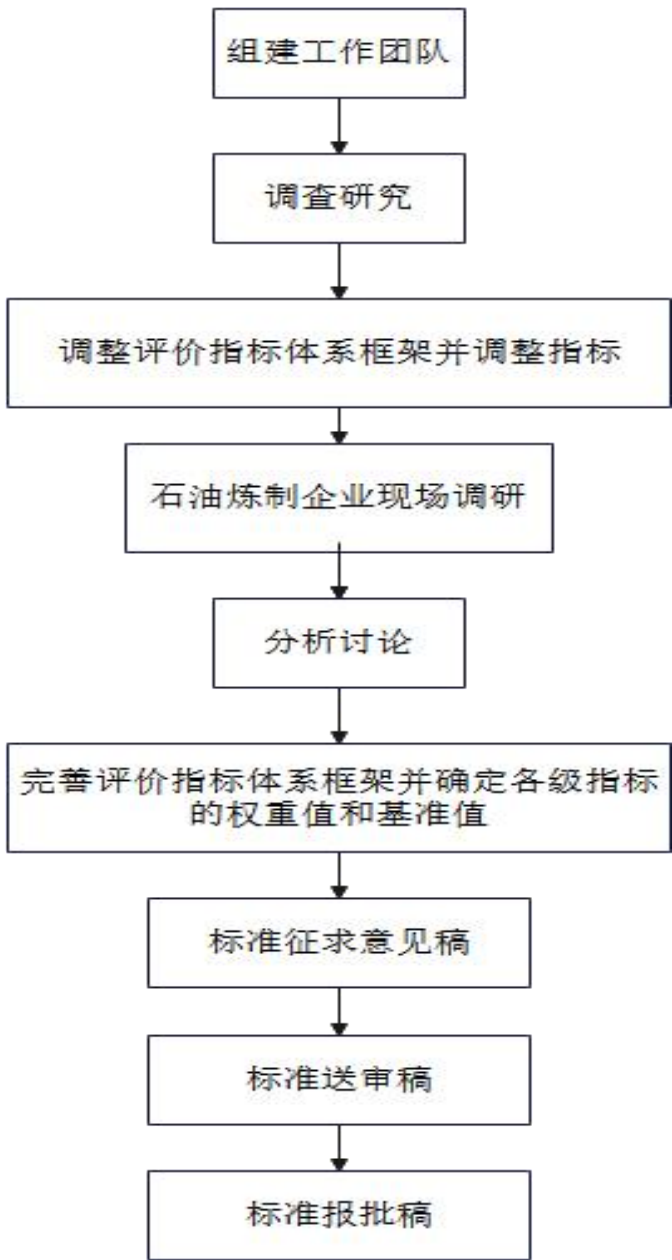 组建工作团队
调查研究
调整评价指标体系框架并调整指标
石油炼制企业现场调研
分析讨论
完善评价指标体系框架并确定各级指标
的权重值和基准值
标准征求意见稿
标准送审稿
标准报批稿